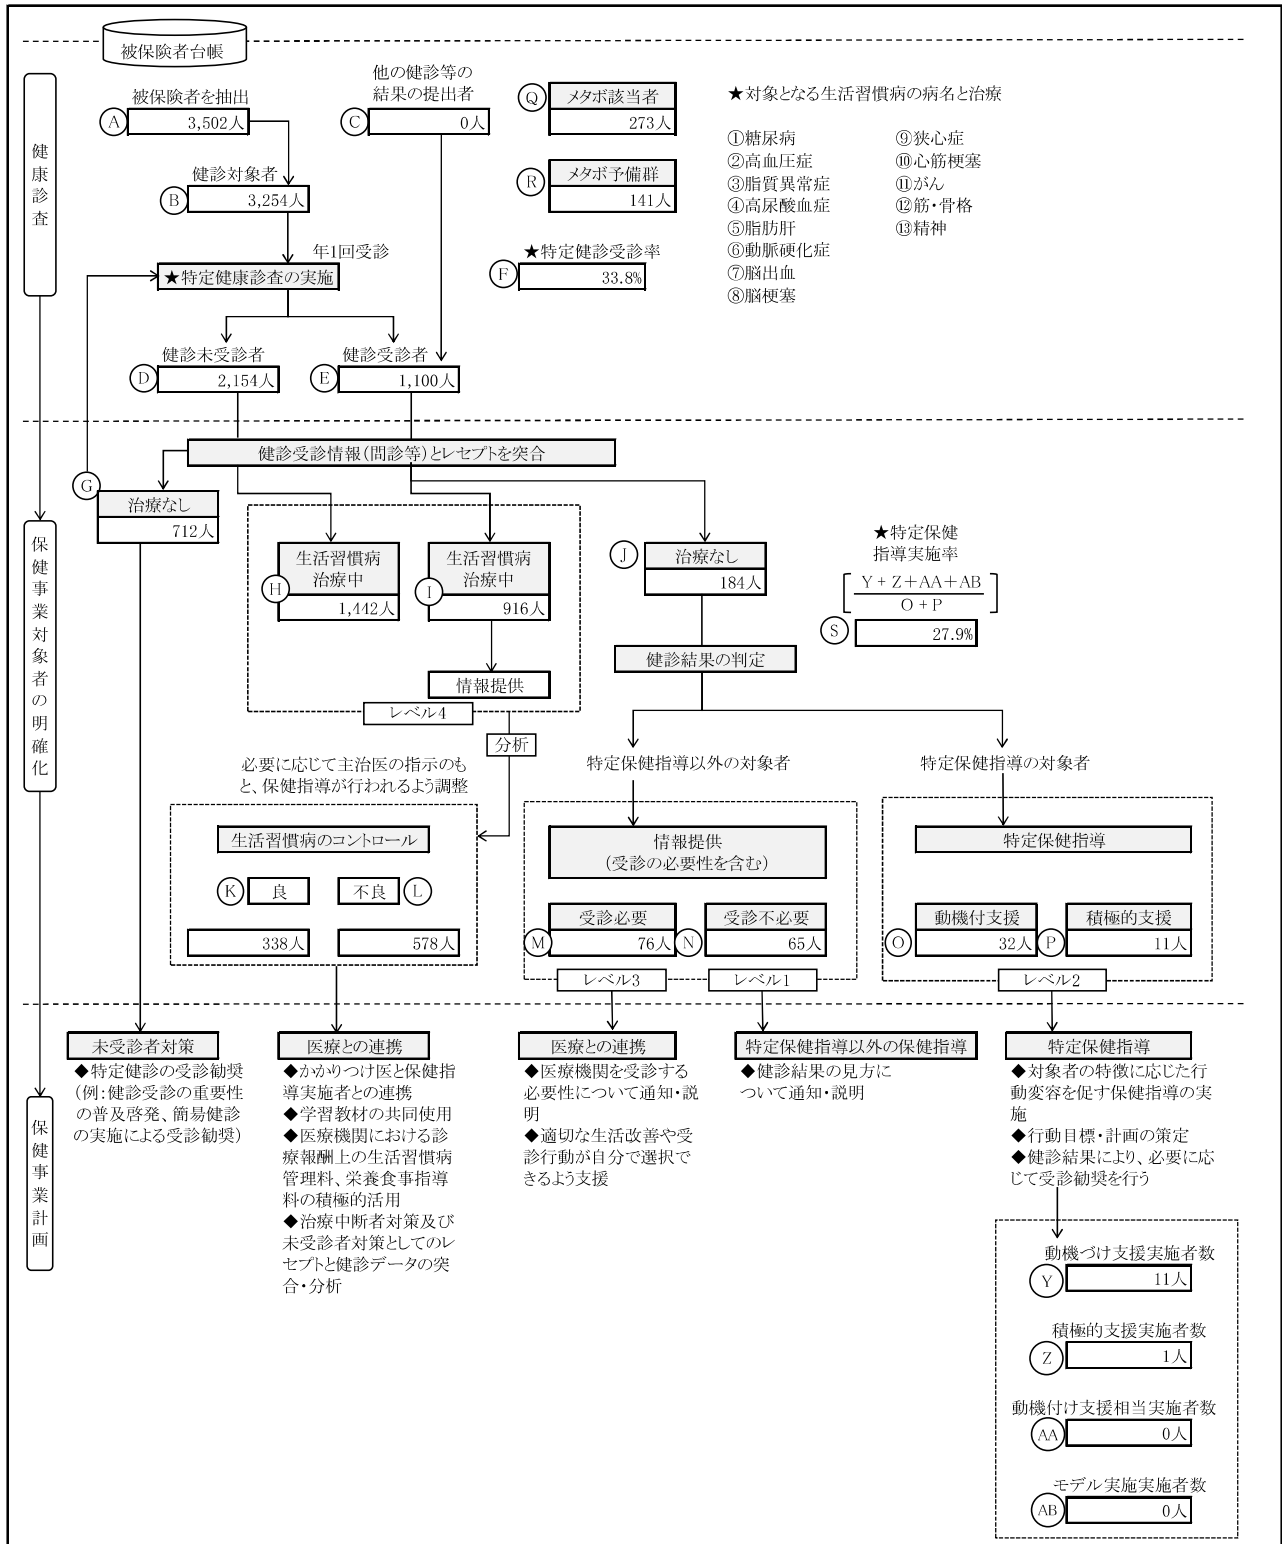 被保険者台帳
健康診査
被保険者を抽出
A
3,502人
他の健診等の
結果の提出者
C
0人
Q
メタボ該当者
273人
R
メタボ予備群
141人
★特定健診受診率
F
33.8%
★対象となる生活習慣病の病名と治療
①糖尿病
②高血圧症
③脂質異常症
④高尿酸血症
⑤脂肪肝
⑥動脈硬化症
⑦脳出血
⑧脳梗塞
⑨狭心症
⑩心筋梗塞
⑪がん
⑫筋・骨格
⑬精神
健診対象者
B
3,254人
年1回受診
★特定健康診査の実施
健診未受診者
D
2,154人
健診受診者
E
1,100人
保健事業対象者の明確化
健診受診情報(問診等)とレセプトを突合
G
治療なし
712人
生活習慣病
治療中
H
1,442人
生活習慣病
治療中
I
916人
情報提供
レベル4
分析
J
治療なし
184人
健診結果の判定
★特定保健
指導実施率
Y+Z+AA+AB
O+P
S
27.9%
必要に応じて主治医の指示のも
と、保健指導が行われるよう調整
生活習慣病のコントロール
K
良
不良
L
338人
578人
特定保健指導以外の対象者
情報提供
(受診の必要性を含む)
受診必要
M
76人
受診不必要
N
65人
レベル3
レベル1
特定保健指導の対象者
特定保健指導
動機付支援
O
32人
積極的支援
P
11人
レベル2
保健事業計画
未受診者対策
◆特定健診の受診勧奨
(例:健診受診の重要性
の普及啓発、簡易健診
の実施による受診勧奨)
医療との連携
◆かかりつけ医と保健指
導実施者との連携
◆学習教材の共同使用
◆医療機関における診
療報酬上の生活習慣病
管理料、栄養食事指導
料の積極的活用
◆治療中断者対策及び
未受診者対策としてのレ
セプトと健診データの突
合・分析
医療との連携
◆医療機関を受診する
必要性について通知・説
明
◆適切な生活改善や受
診行動が自分で選択で
きるよう支援
特定保健指導以外の保健指導
◆健診結果の見方に
ついて通知・説明
特定保健指導
◆対象者の特徴に応じた行
動変容を促す保健指導の実
施
◆行動目標・計画の策定
◆健診結果により、必要に応
じて受診勧奨を行う
動機づけ支援実施者数
Y
11人
積極的支援実施者数
Z
1人
動機付け支援相当実施者数
AA
0人
モデル実施実施者数
AB
0人